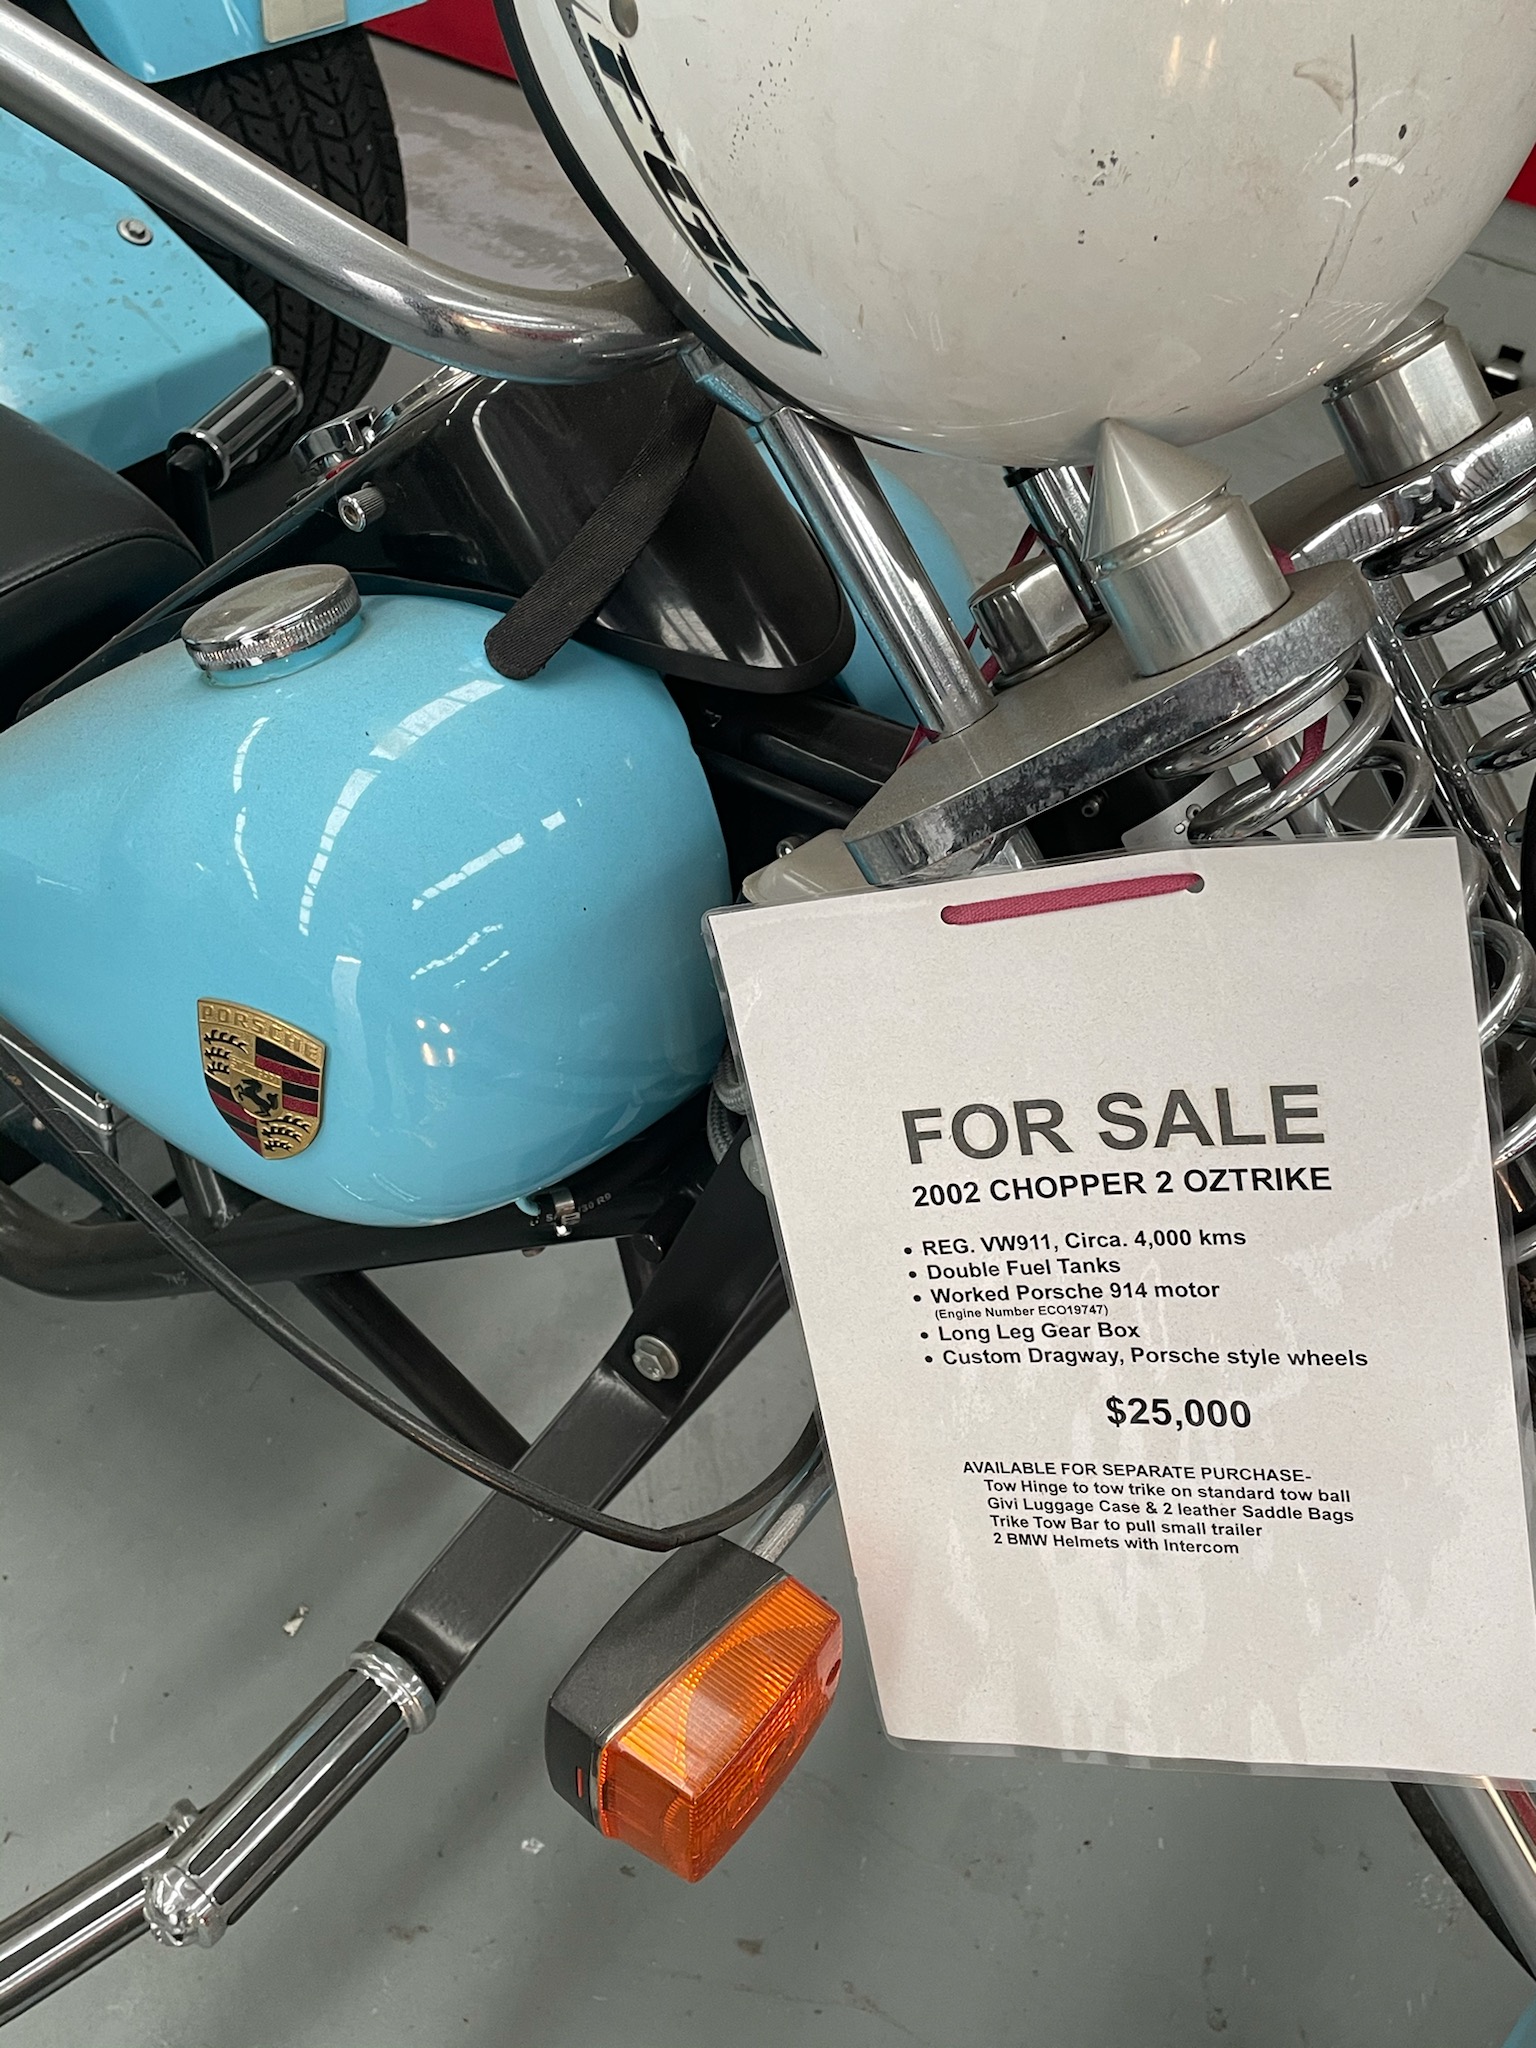 PORSCHE
FOR SALE
2002 CHOPPER 2 OZTRIKE
• REG. VW911, Circa. 4,000 kms
• Double Fuel Tanks
• Worked Porsche 914 motor
(Engine Number ECO19747)
• Long Leg Gear Box
• Custom Dragway, Porsche style wheels
$25,000
AVAILABLE FOR SEPARATE PURCHASE-
Tow Hinge to tow trike on standard tow ball
Givi Luggage Case & 2 leather Saddle Bags
Trike Tow Bar to pull small trailer
2 BMW Helmets with Intercom